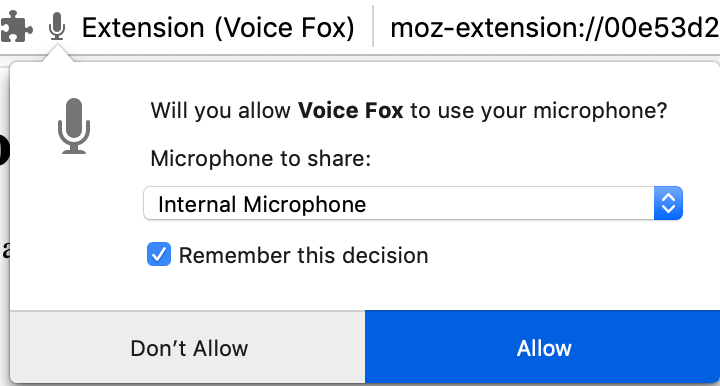 Extension (Voice Fox) moz-extension://00e53d2
Will you allow Voice Fox to use your microphone?
Microphone to share:
Internal Microphone
Remember this decision
Don’t Allow Allow